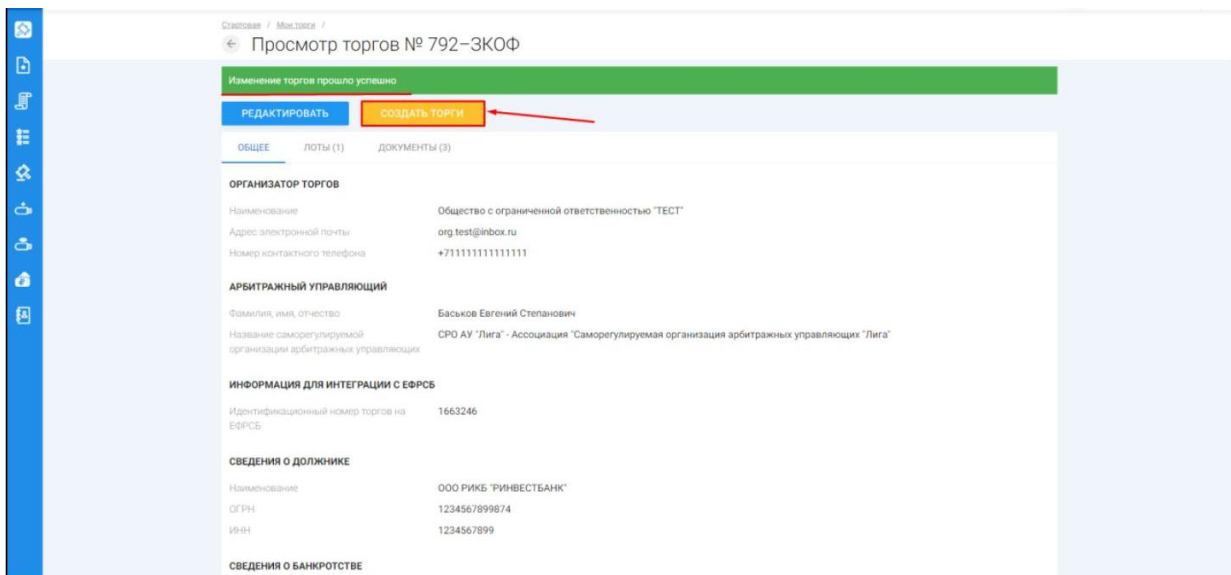 Стартовая / Мои торги /
Просмотр торгов № 792–ЗКОФ
Изменение торгов прошло успешно
РЕДАКТИРОВАТЬ СОЗДАТЬ ТОРГИ
ОБЩЕЕ ЛОТЫ (1) ДОКУМЕНТЫ (3)
ОРГАНИЗАТОР ТОРГОВ
Наименование Общество с ограниченной ответственностью "ТЕСТ"
Адрес электронной почты org.test@inbox.ru
Номер контактного телефона +711111111111111
АРБИТРАЖНЫЙ УПРАВЛЯЮЩИЙ
Фамилия, имя, отчество Баськов Евгений Степанович
Название саморегулируемой СРО АУ "Лига" - Ассоциация "Саморегулируемая организация арбитражных управляющих "Лига"
организации арбитражных управляющих
ИНФОРМАЦИЯ ДЛЯ ИНТЕГРАЦИИ С ЕФРСБ
Идентификационный номер торгов на 1663246
ЕФРСБ
СВЕДЕНИЯ О ДОЛЖНИКЕ
Наименование ООО РИКБ "РИНВЕСТБАНК"
ОГРН 1234567899874
ИНН 1234567899
СВЕДЕНИЯ О БАНКРОТСТВЕ